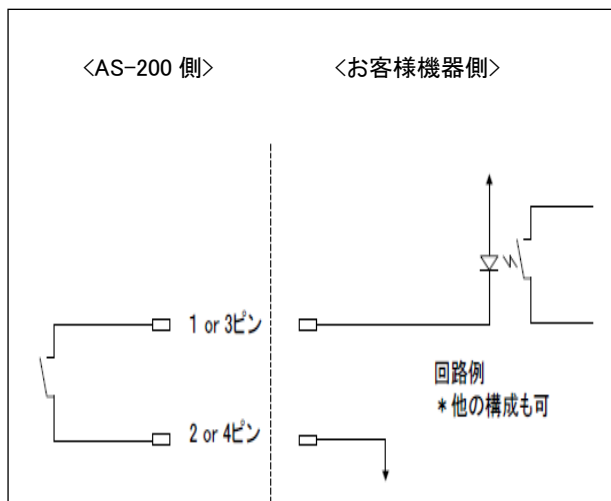 <AS-200 側>
<お客様機器側>
1 or 3ピン
回路例
*他の構成も可
2 or 4ピン